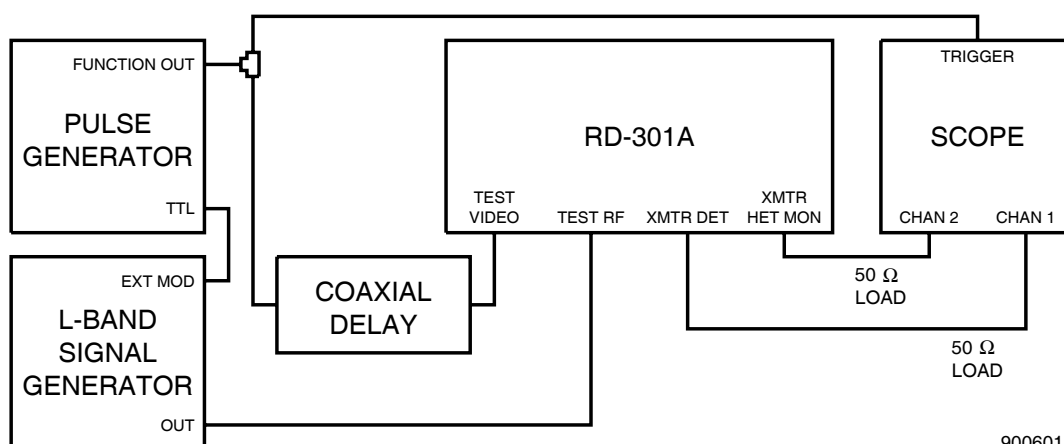 FUNCTION OUT
PULSE
GENERATOR
TTL
EXT MOD
L-BAND
SIGNAL
GENERATOR
OUT
COAXIAL
DELAY
RD-301A
TEST
VIDEO
TEST RF
XMTR DET
XMTR
HET MON
TRIGGER
SCOPE
CHAN 2
CHAN 1
50 Ω
LOAD
50 Ω
LOAD
900601